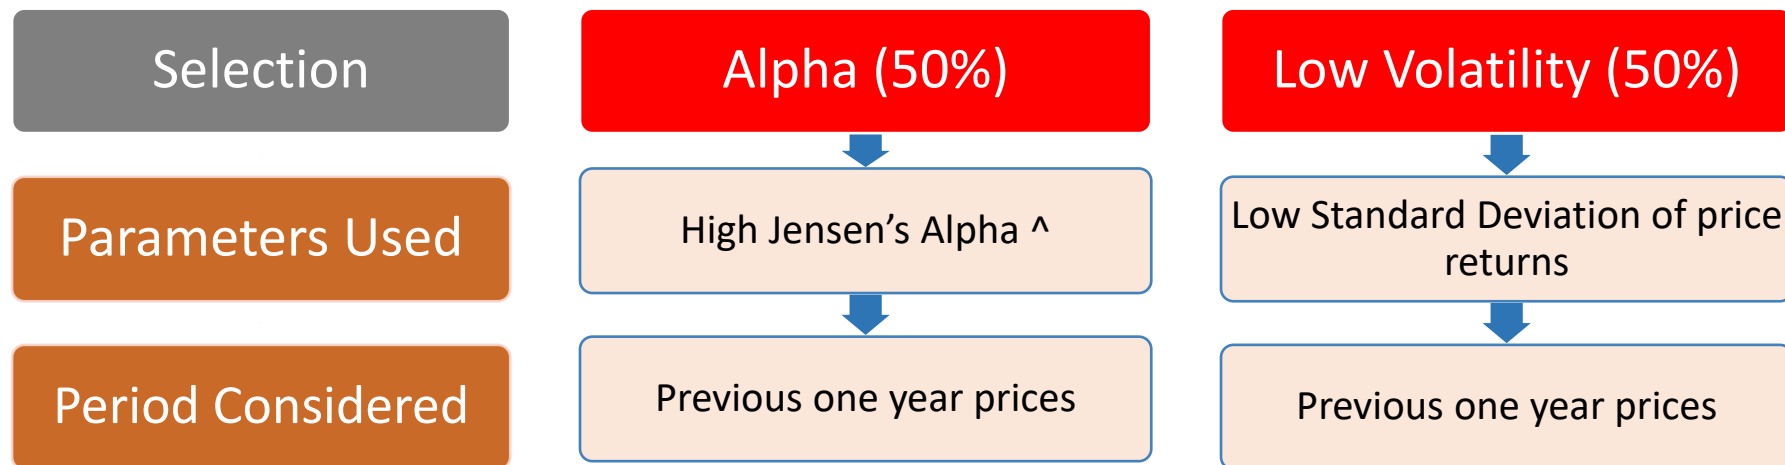 Selection
Alpha (50%)
Low Volatility (50%)
Parameters Used
High Jensen's Alpha ^
Low Standard Deviation of price
returns
Period Considered
Previous one year prices
Previous one year prices